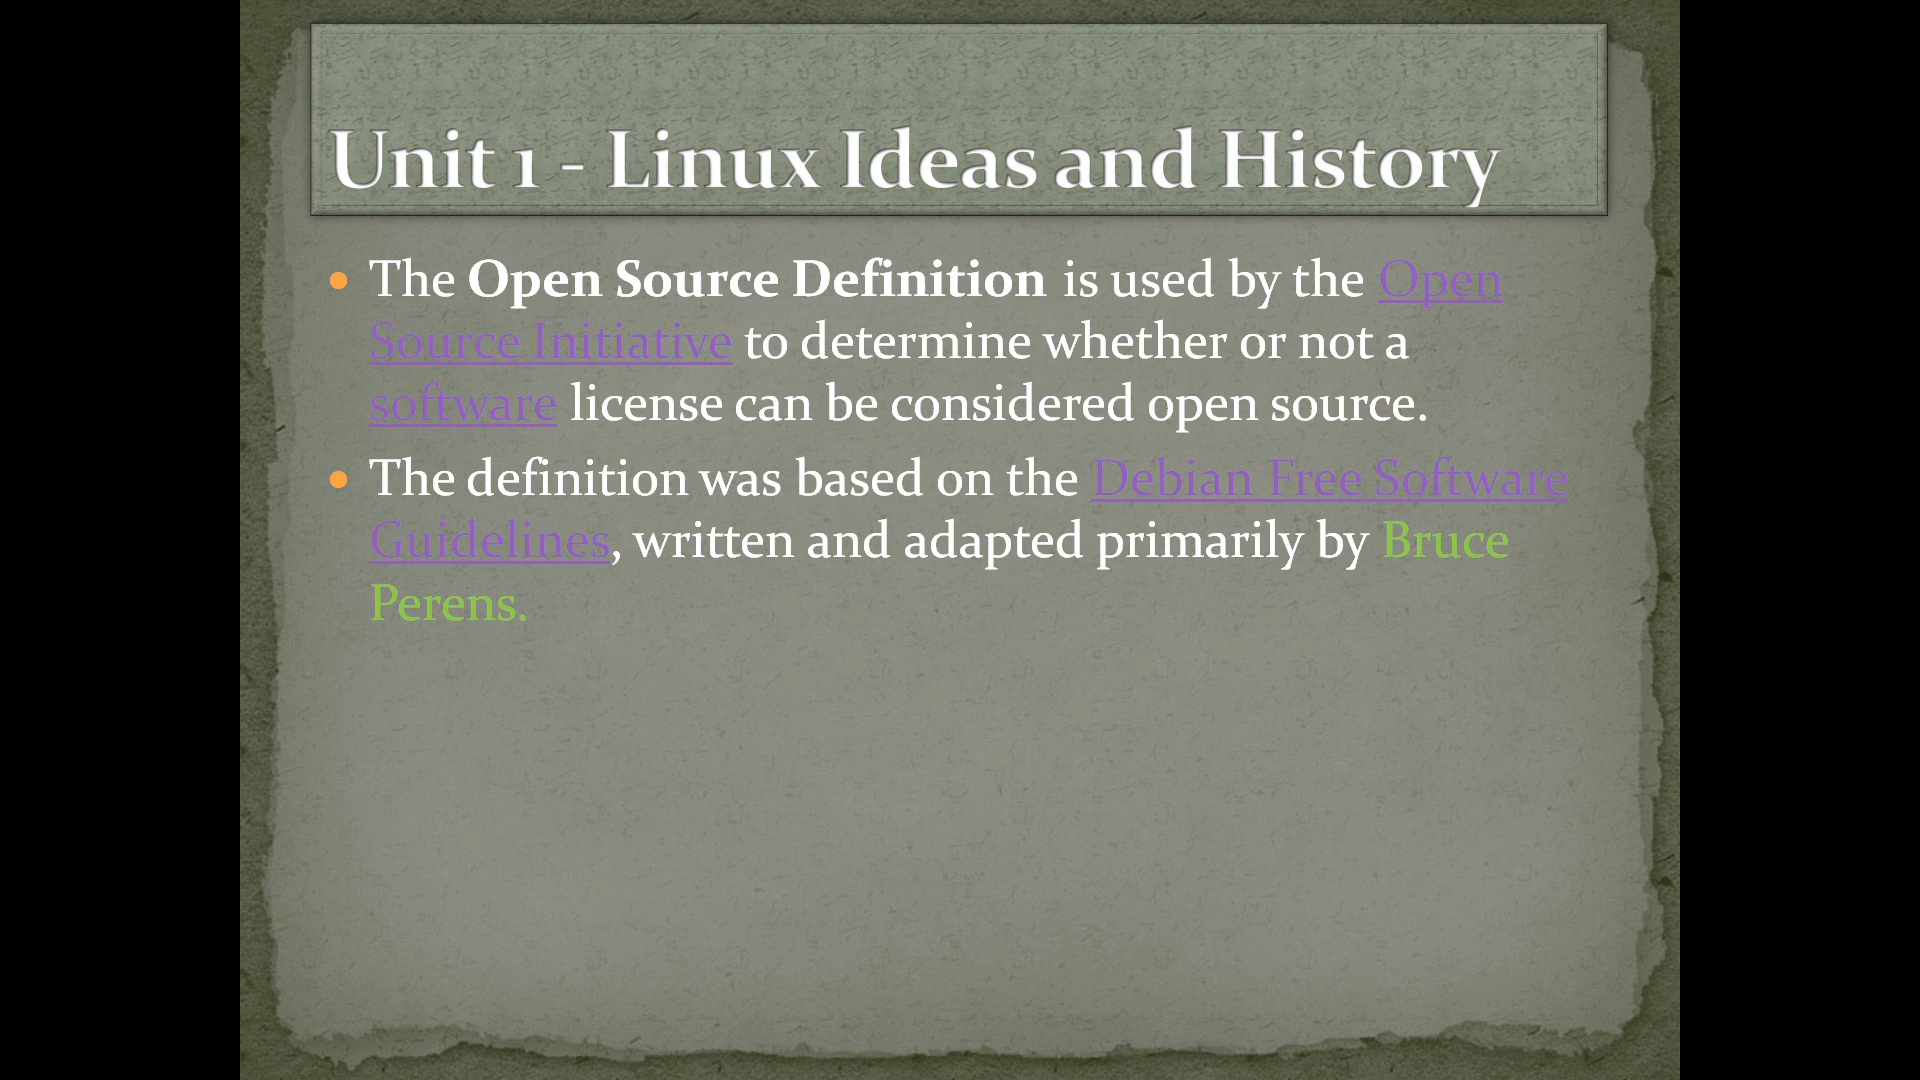 Unit 1 - Linux Ideas and History
• The Open Source Definition is used by the Open
Source Initiative to determine whether or not a
software license can be considered open source.
• The definition was based on the Debian Free Software
Guidelines, written and adapted primarily by Bruce
Perens.